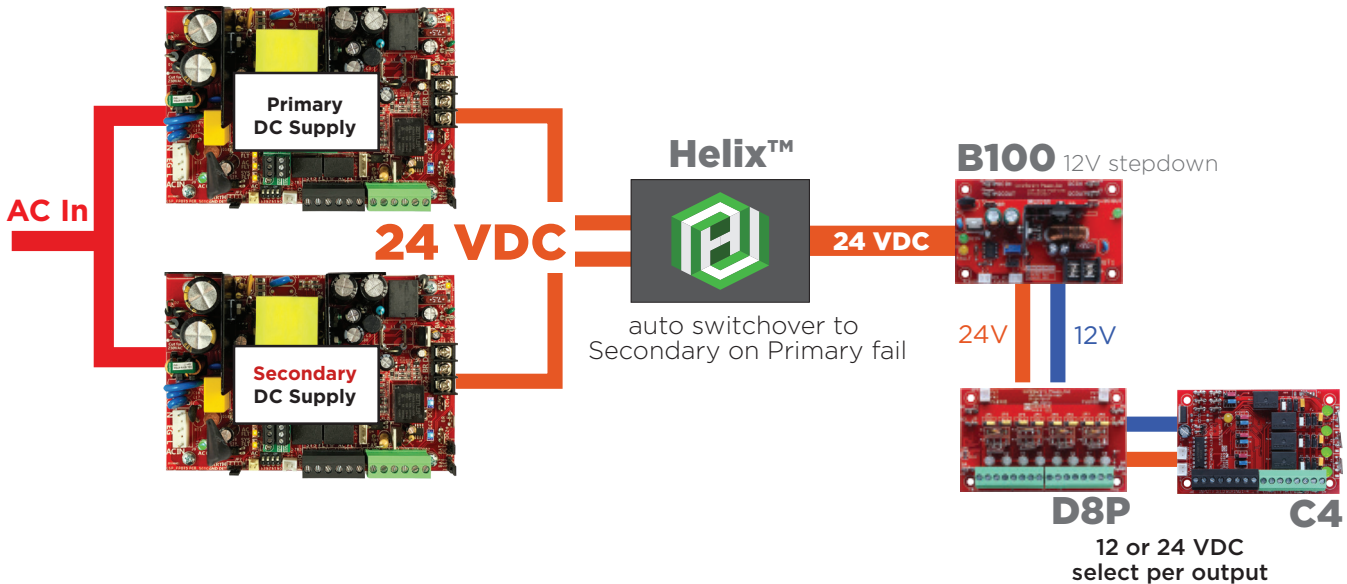 AC In
Primary
DC Supply
Secondary
DC Supply
24 VDC
Helix™
auto switchover to
Secondary on Primary fail
24 VDC
B100 12V stepdown
24V
12V
D8P
C4
12 or 24 VDC
select per output